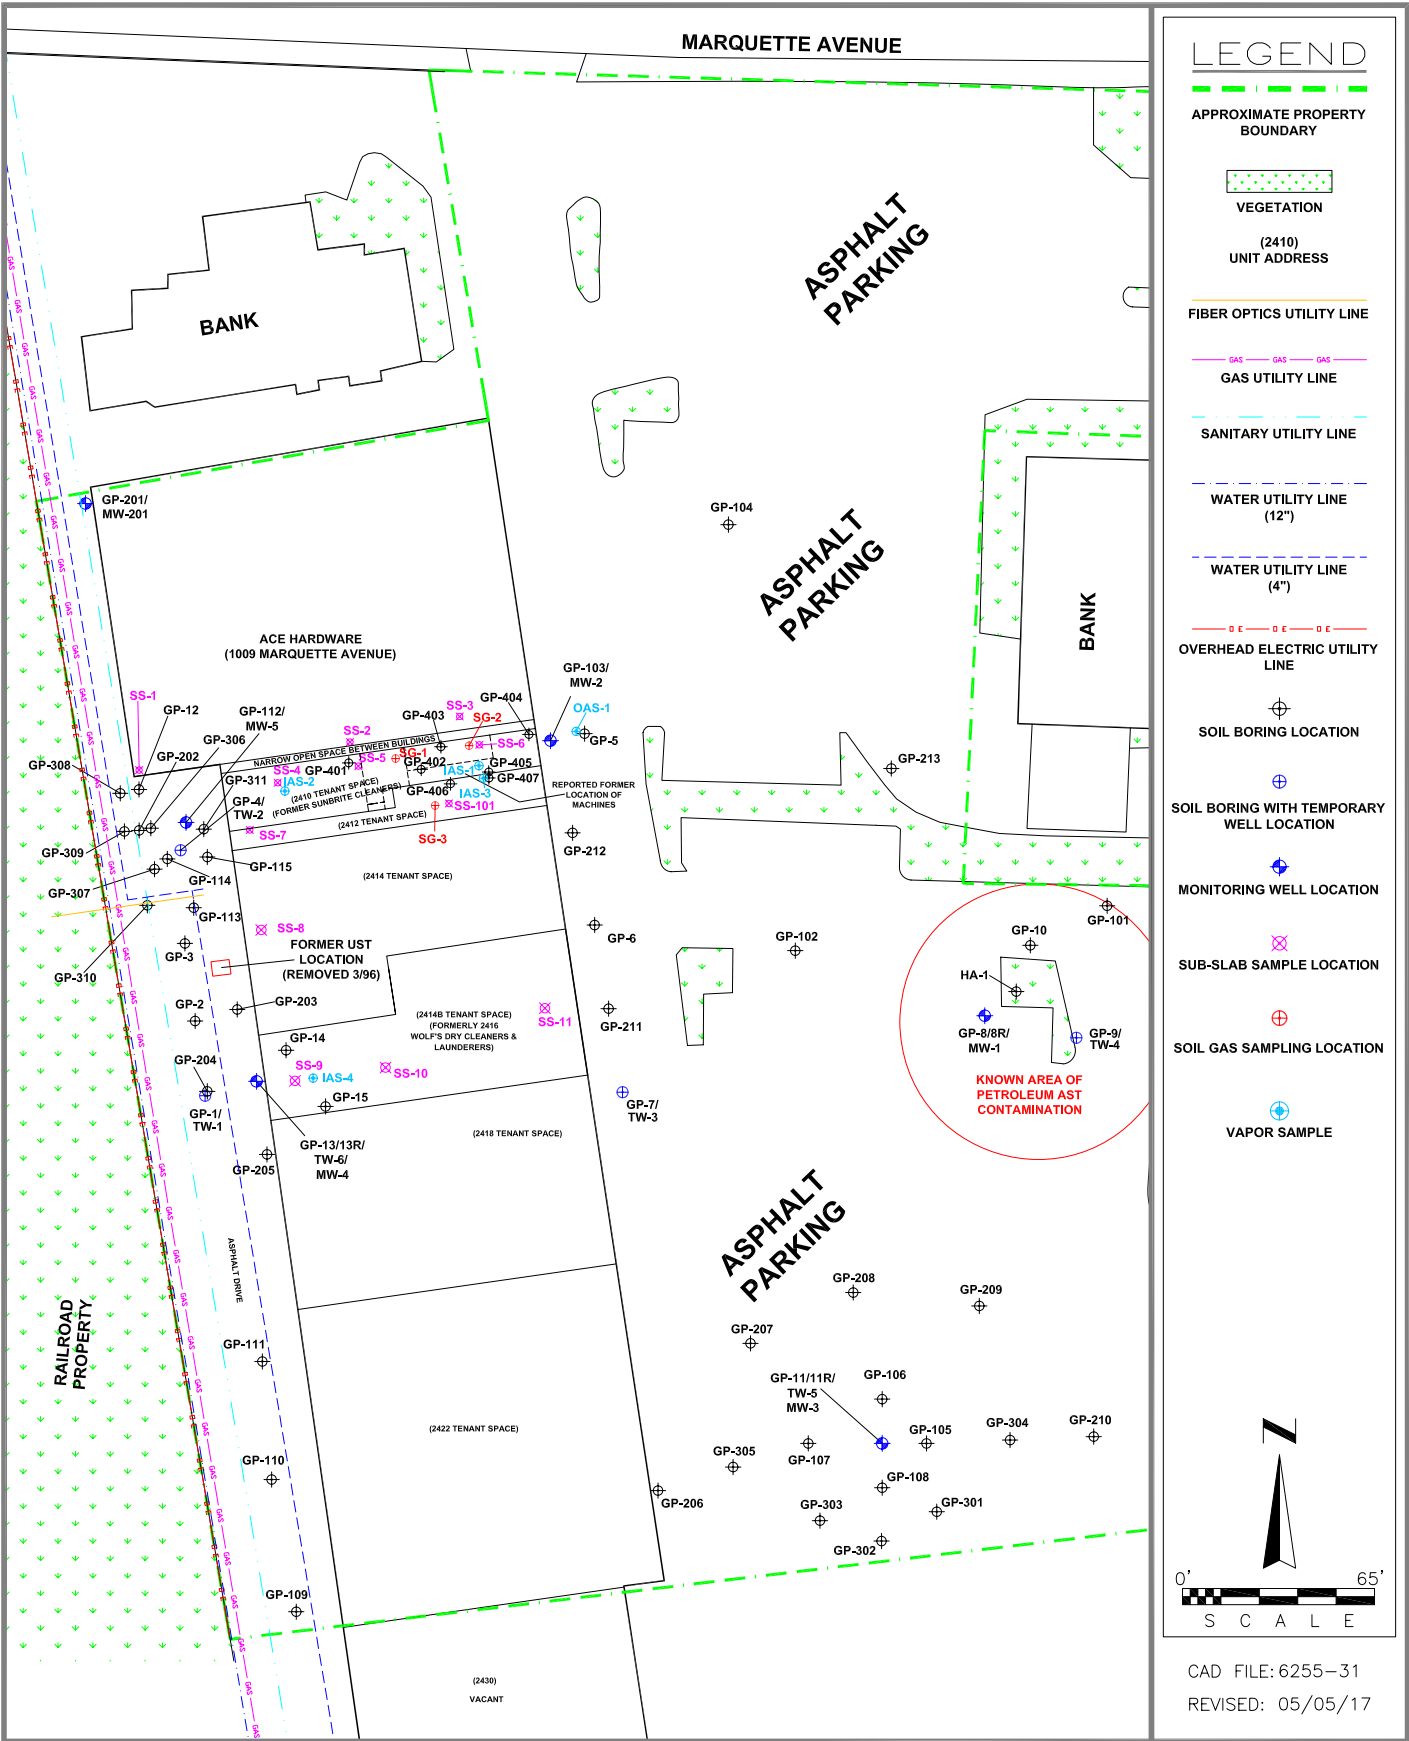 MARQUETTE AVENUE
ASPHALT
PARKING
BANK
GP-201/
MW-201
GP-104
ASPHALT
PARKING
BANK
ACE HARDWARE
(1009 MARQUETTE AVENUE)
GP-103/
MW-2
SS-1
GP-12
GP-112/
MW-5
GP-306
GP-202
GP-308
GP-311
GP-4/
TW-2
SS-2
GP-403
SS-3
GP-404
SG-2
OAS-1
GP-5
NARROW OPEN SPACE BETWEEN BUILDINGS
SS-6
SS-5
SG-1
SS-4
GP-401
GP-402
IAS-1
GP-405
GP-407
IAS-2
(2410 TENANT SPACE)
(FORMER SUNBRITE CLEANERS)
GP-406
IAS-3
SS-101
REPORTED FORMER
LOCATION OF
MACHINES
(2412 TENANT SPACE)
SG-3
SS-7
GP-213
GP-212
GP-309
GP-307
GP-114
GP-115
(2414 TENANT SPACE)
GP-113
GP-3
GP-310
SS-8
FORMER UST
LOCATION
(REMOVED 3/96)
GP-6
GP-102
GP-10
GP-101
HA-1
GP-2
GP-203
(2414B TENANT SPACE)
(FORMERLY 2416
WOLF'S DRY CLEANERS &
LAUNDERERS)
SS-11
GP-211
GP-8/8R/
MW-1
GP-9/
TW-4
GP-14
GP-204
SS-9
IAS-4
SS-10
KNOWN AREA OF
PETROLEUM AST
CONTAMINATION
GP-1/
TW-1
GP-15
GP-7/
TW-3
GP-205
GP-13/13R/
TW-6/
MW-4
(2418 TENANT SPACE)
ASPHALT
PARKING
ASPHALT DRIVE
RAILROAD
PROPERTY
GP-208
GP-209
GP-207
GP-111
GP-11/11R/
TW-5
MW-3
GP-106
(2422 TENANT SPACE)
GP-105
GP-304
GP-210
GP-305
GP-107
GP-110
GP-108
GP-206
GP-303
GP-301
GP-302
GP-109
(2430)
VACANT
GAS
OE
LEGEND
APPROXIMATE PROPERTY
BOUNDARY
VEGETATION
(2410)
UNIT ADDRESS
FIBER OPTICS UTILITY LINE
GAS GAS GAS
GAS UTILITY LINE
SANITARY UTILITY LINE
WATER UTILITY LINE
(12")
WATER UTILITY LINE
(4")
OE OE OE
OVERHEAD ELECTRIC UTILITY
LINE
SOIL BORING LOCATION
SOIL BORING WITH TEMPORARY
WELL LOCATION
MONITORING WELL LOCATION
SUB-SLAB SAMPLE LOCATION
SOIL GAS SAMPLING LOCATION
VAPOR SAMPLE
N
0' 65'
SCALE
CAD FILE:6255-31
REVISED: 05/05/17